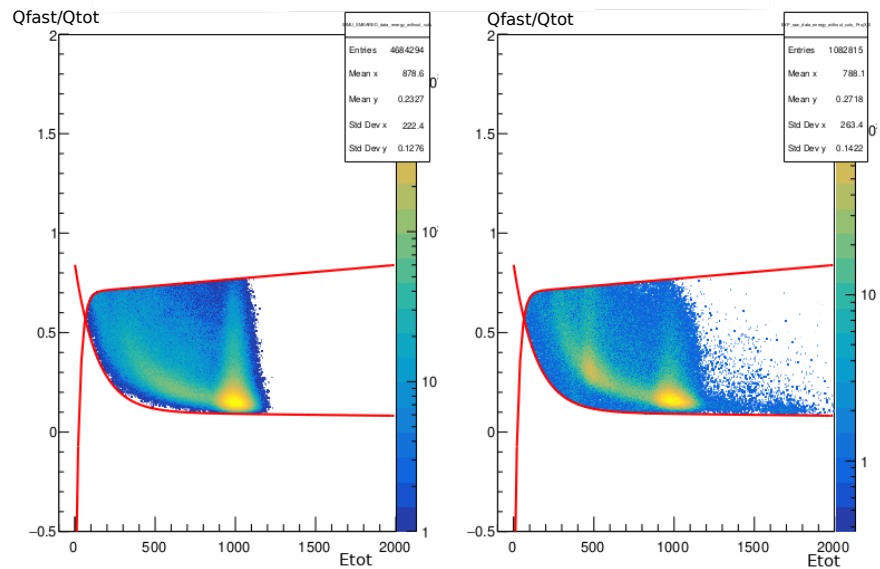 Qfast/Qtot
Entries 4684294
Mean x 878.6
Mean y 0.2327
Std Dev x 222.4
Std Dev y 0.1276
2
1.5
1
0.5
0
−0.5
0 500 1000 1500 2000
Etot
10
1
Qfast/Qtot
Entries 1082815
Mean x 788.1
Mean y 0.2718
Std Dev x 263.4
Std Dev y 0.1422
2
1.5
1
0.5
0
−0.5
0 500 1000 1500 2000
Etot
10
1